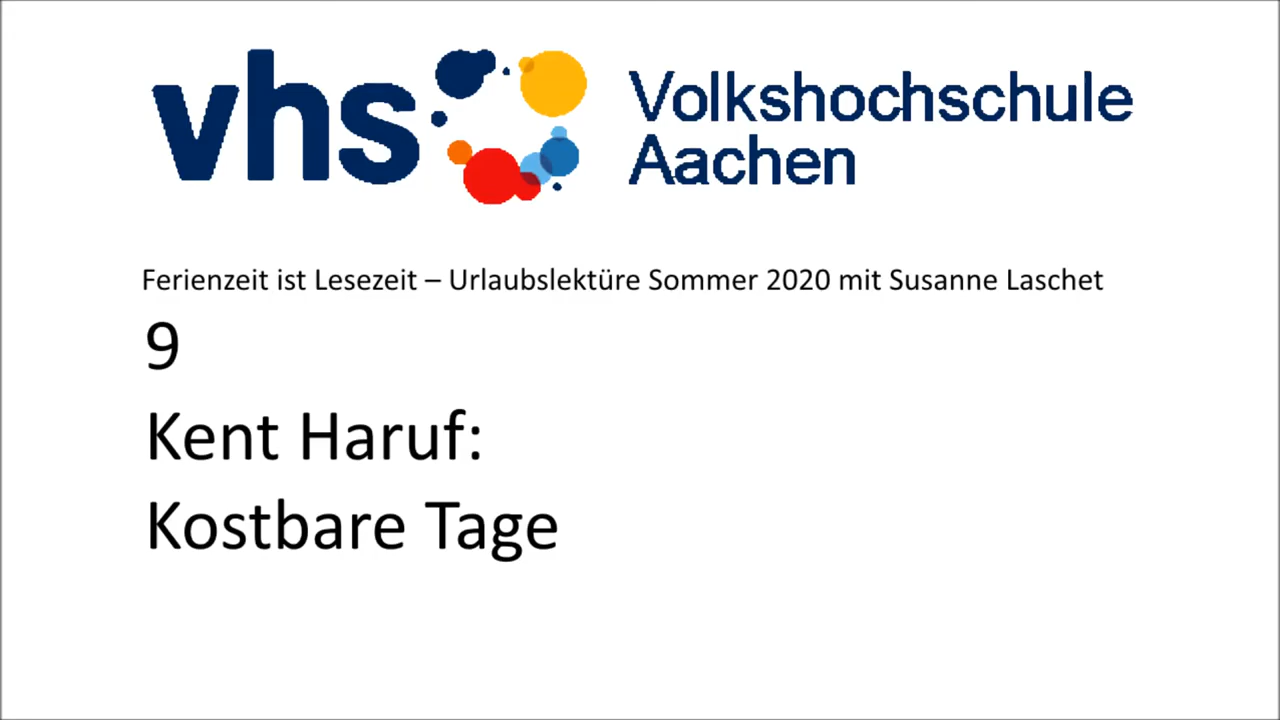 vhs
Volkshochschule
Aachen
Ferienzeit ist Lesezeit – Urlaubslektüre Sommer 2020 mit Susanne Laschet
9
Kent Haruf:
Kostbare Tage